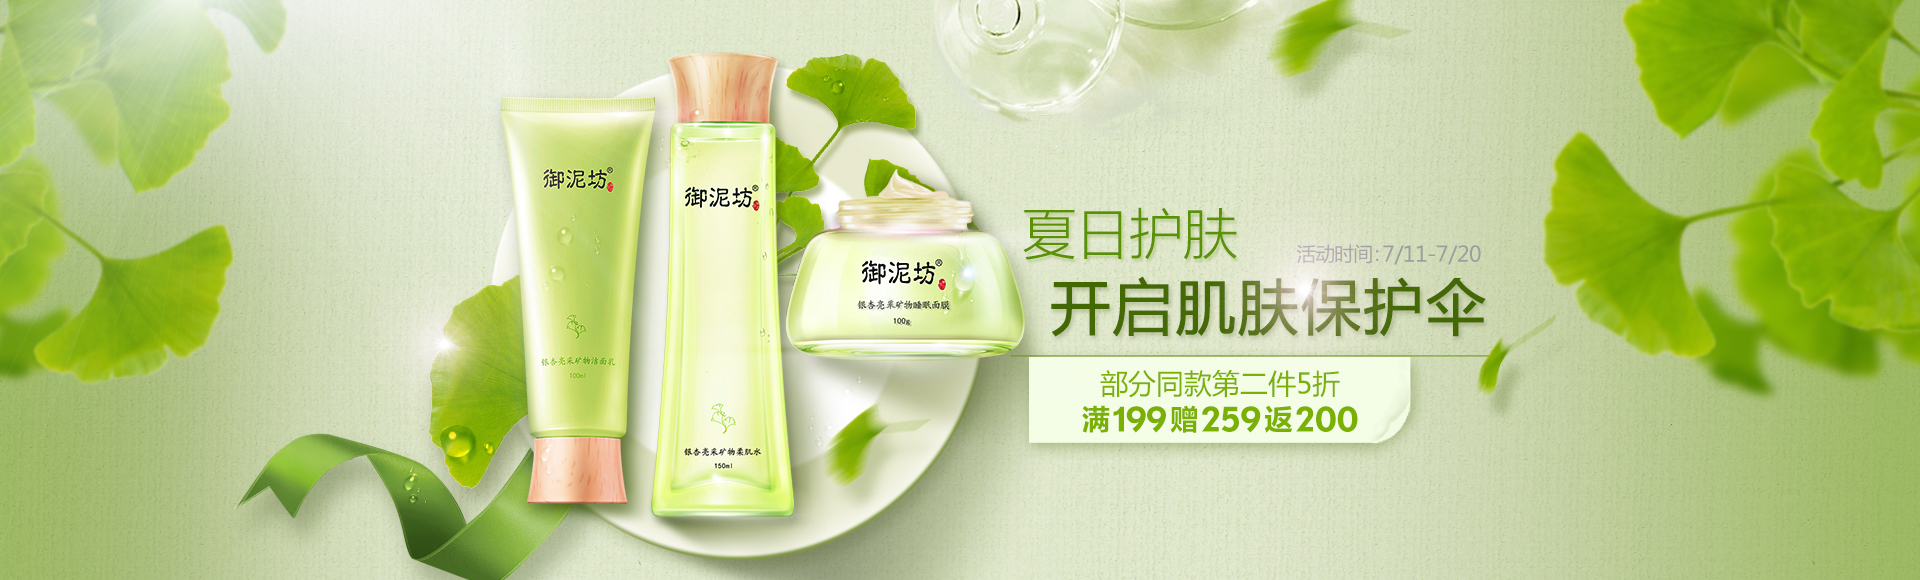 御泥坊®
银杏亮采矿物洁面乳
100ml
御泥坊®
银杏亮采矿物柔肌水
150ml
御泥坊®
银杏亮采矿物睡眠面膜
100g
夏日护肤
活动时间:7/11-7/20
开启肌肤保护伞
部分同款第二件5折
满199赠259返200